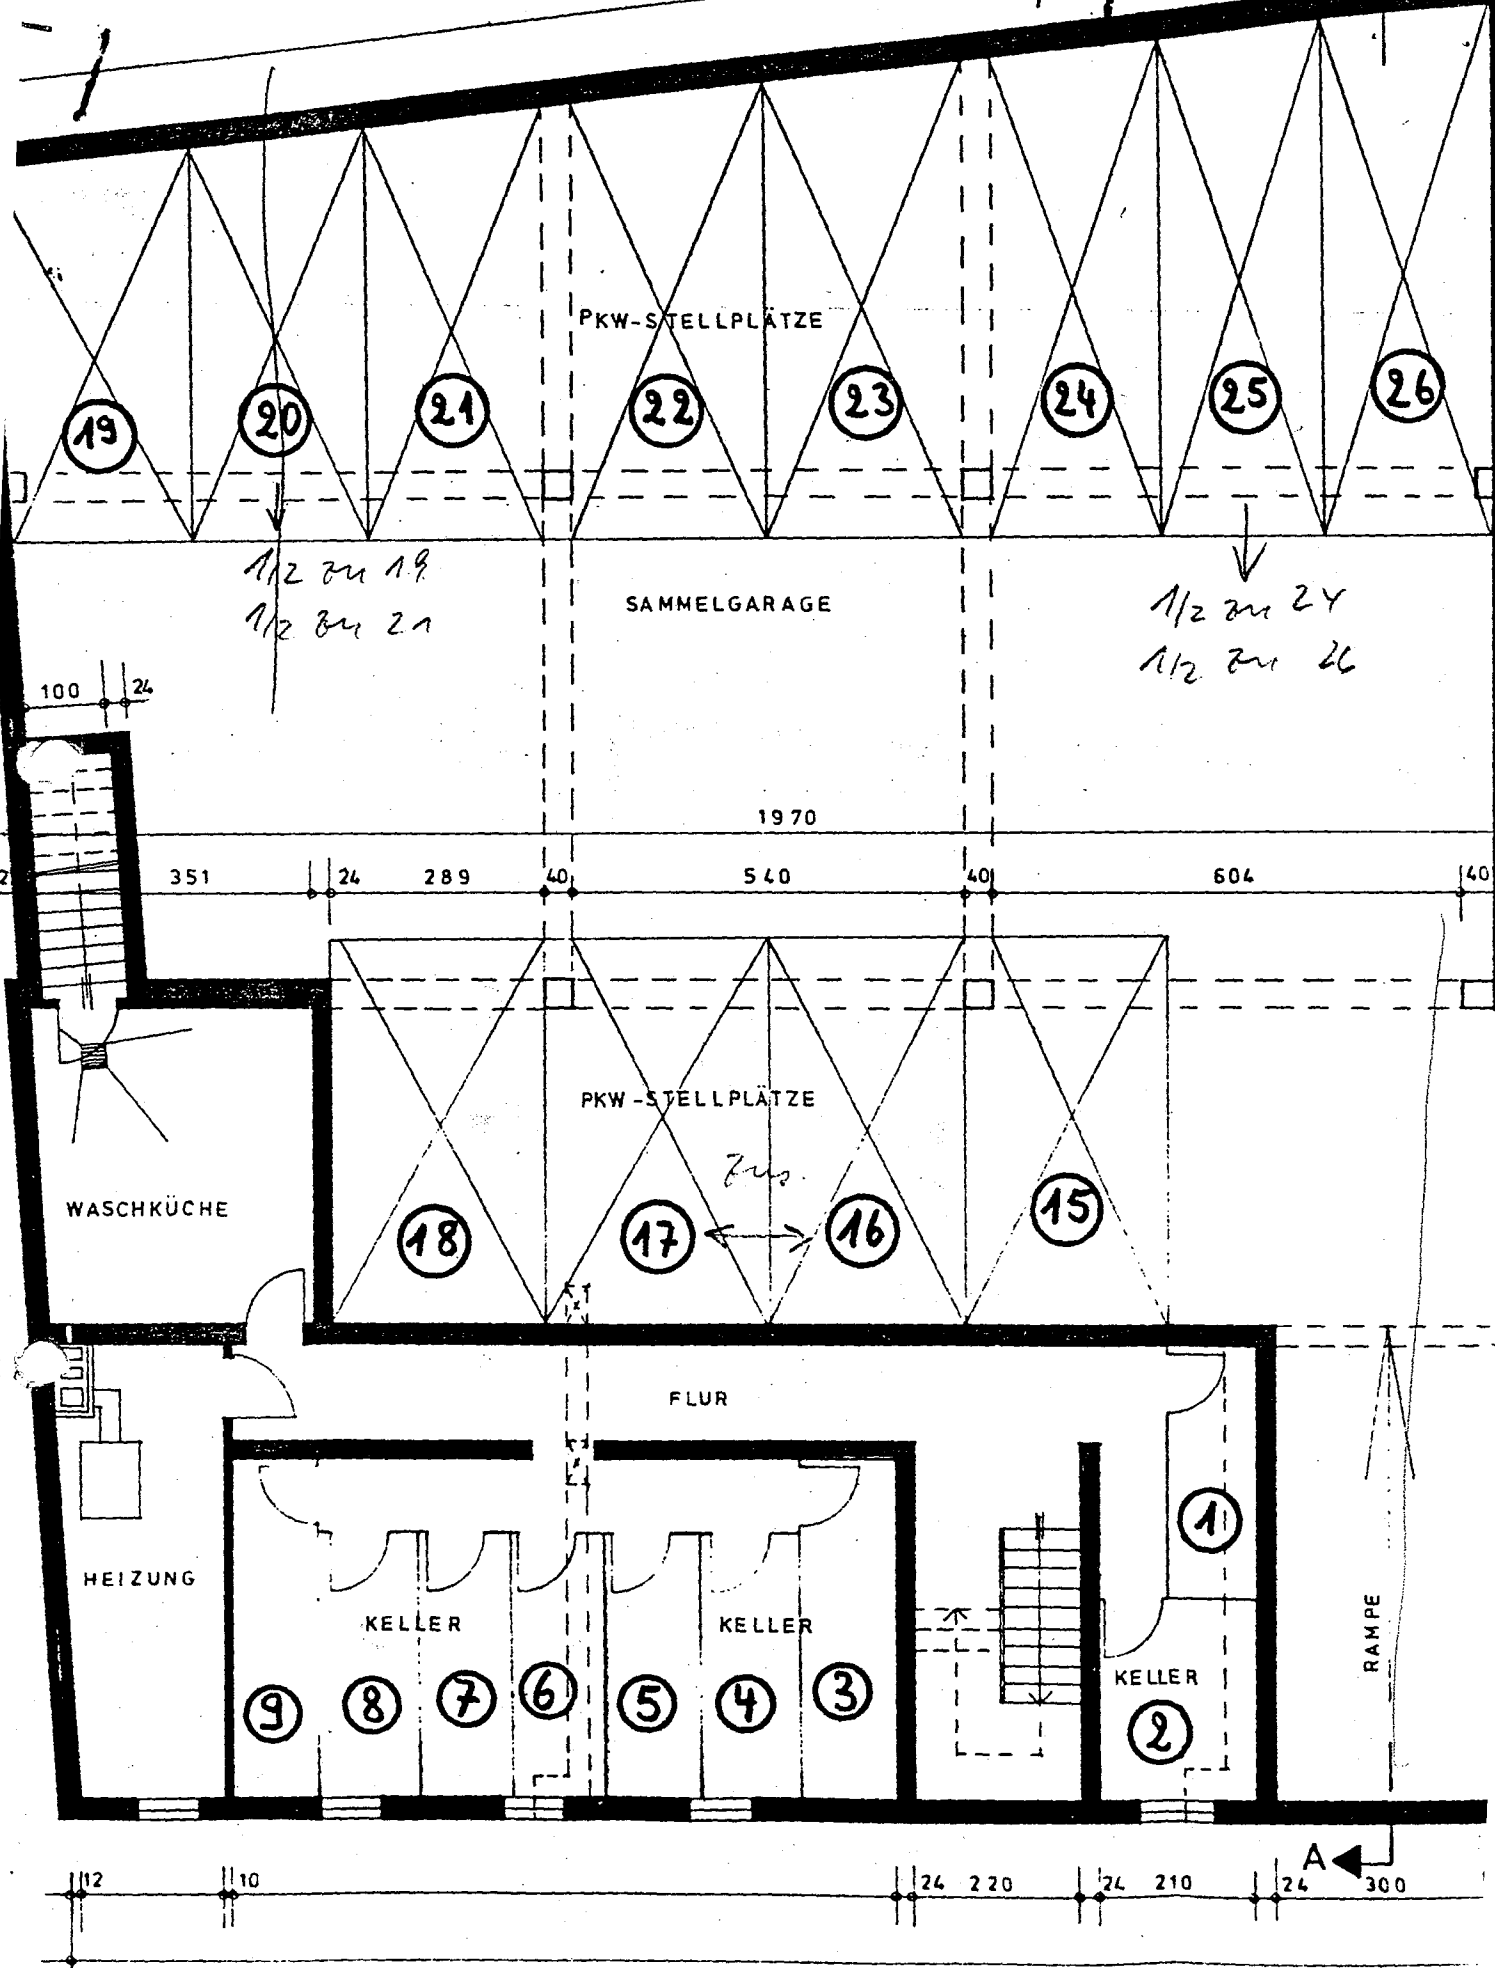 PKW-STELLPLÄTZE
19 20 21 22 23 24 25 26
1/2 zu 19
1/2 zu 21
SAMMELGARAGE
1/2 zu 24
1/2 zu 26
100 24
1970
351 24 289 40 540 40 604 40
PKW-STELLPLÄTZE
zus.
WASCHKÜCHE
18 17 16 15
FLUR
1
HEIZUNG
KELLER KELLER
RAMPE
KELLER
9 8 7 6 5 4 3
2
A
12 10 24 220 24 210 24 300